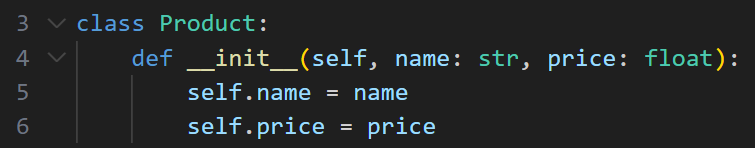 3 class Product:
4 def __init__(self, name: str, price: float):
5 self.name = name
6 self.price = price